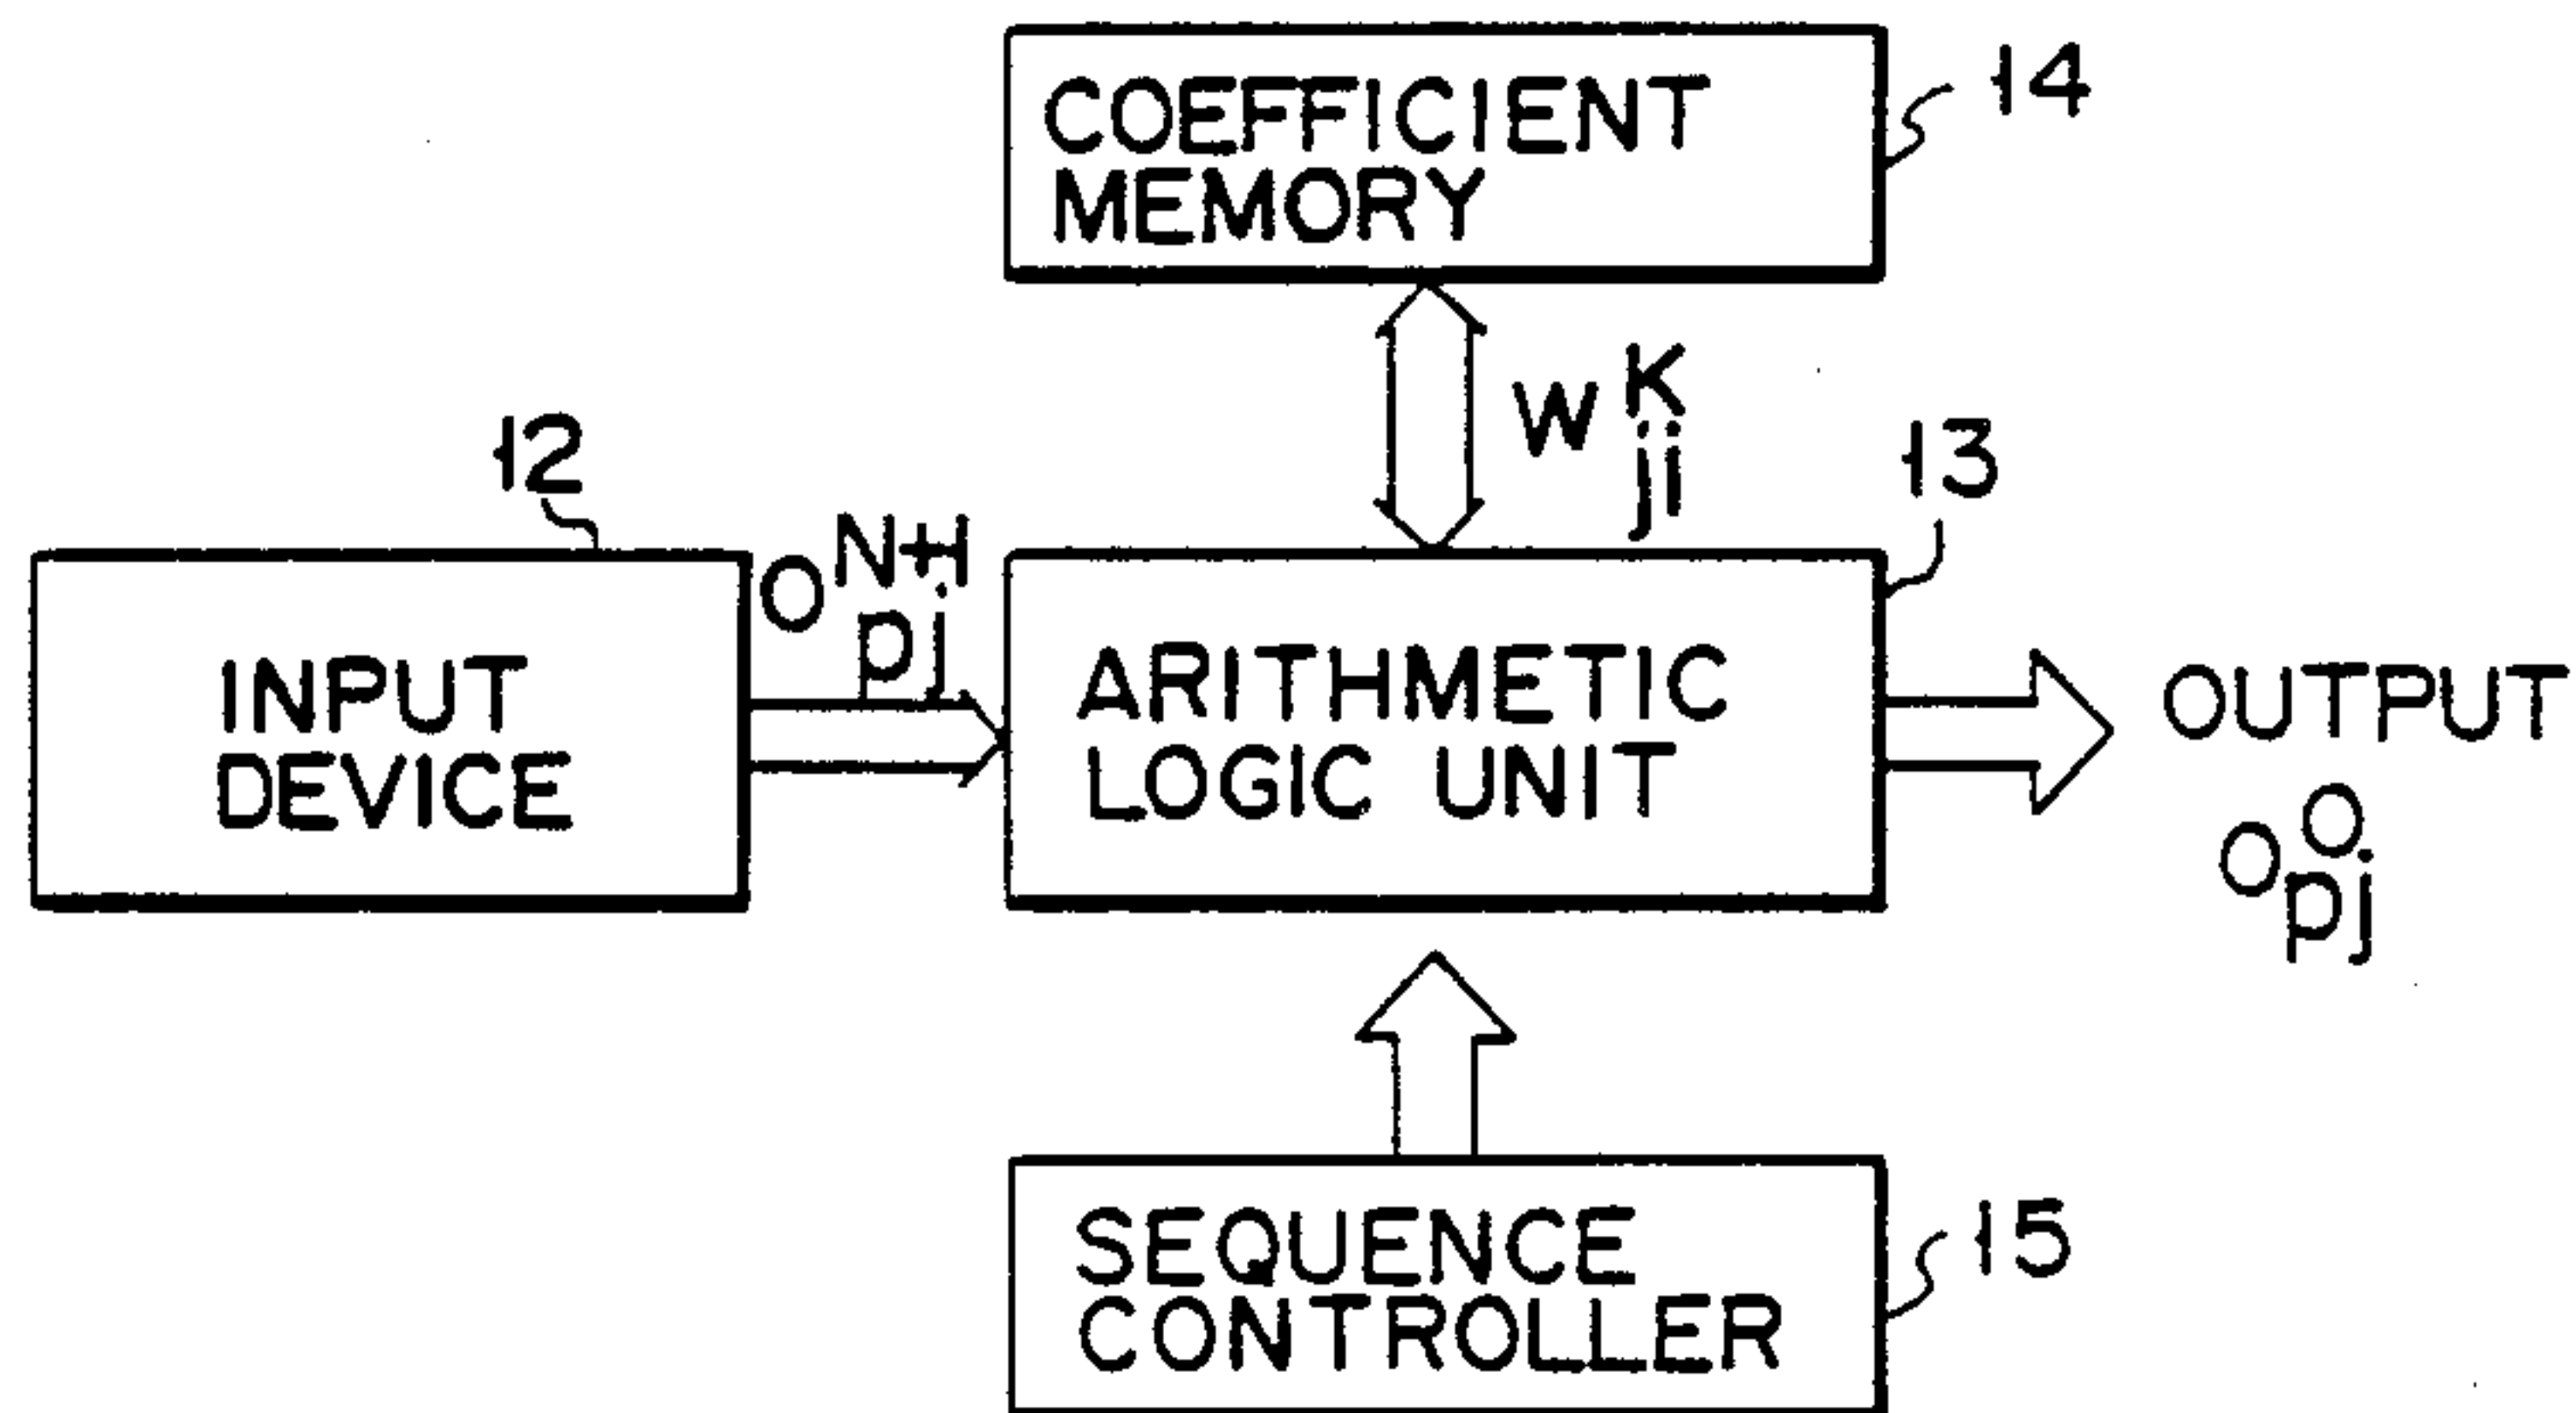 COEFFICIENT
MEMORY
14
W K ji
12
13
O N+1 pj
INPUT
DEVICE
ARITHMETIC
LOGIC UNIT
OUTPUT
O O pj
SEQUENCE
CONTROLLER
15